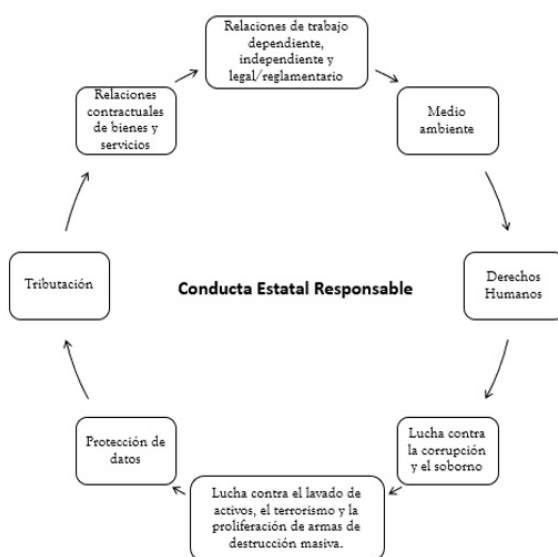 Relaciones de trabajo
dependiente,
independiente y
legal/reglamentario
Medio
ambiente
Derechos
Humanos
Lucha contra
la corrupción
y el soborno
Lucha contra el lavado de
activos, el terrorismo y la
proliferación de armas de
destrucción masiva.
Protección de
datos
Tributación
Relaciones
contractuales
de bienes y
servicios
Conducta Estatal Responsable